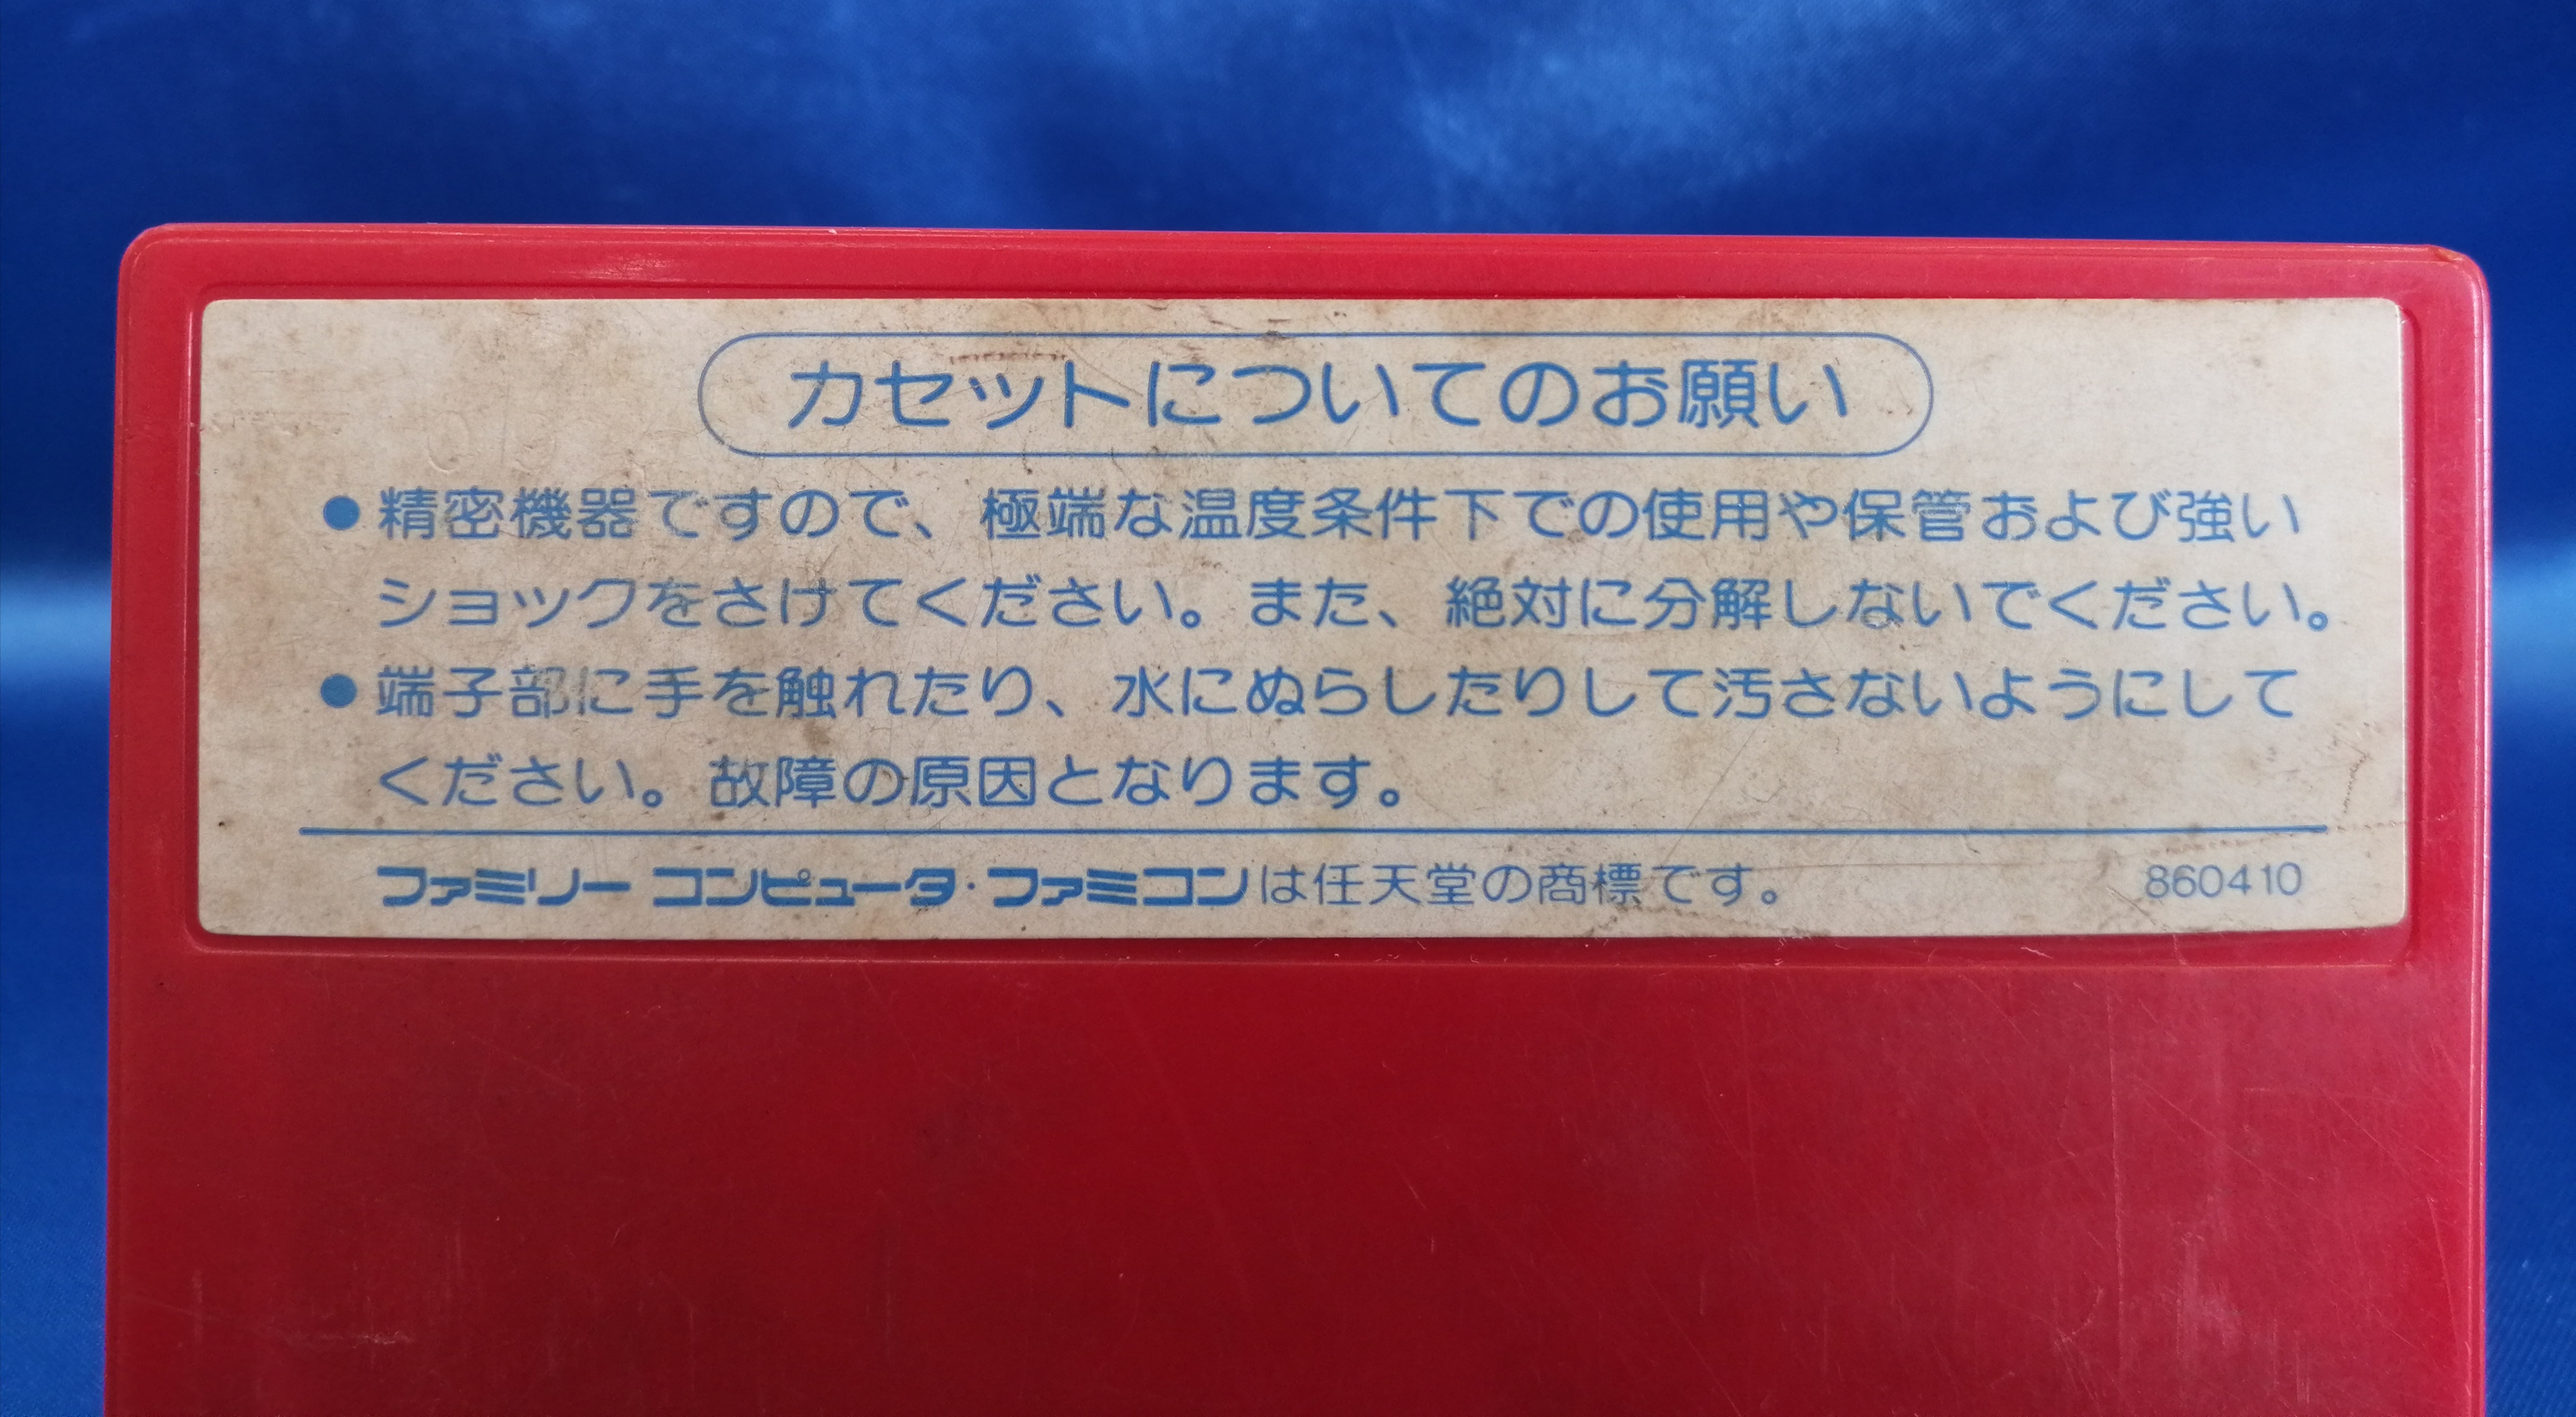 カセットについてのお願い
●精密機器ですので、極端な温度条件下での使用や保管および強い
ショックをさけてください。また、絶対に分解しないでください。
●端子部に手を触れたり、水にぬらしたりして汚さないようにして
ください。故障の原因となります。
ファミリー コンピュータ・ファミコンは任天堂の商標です。 860410